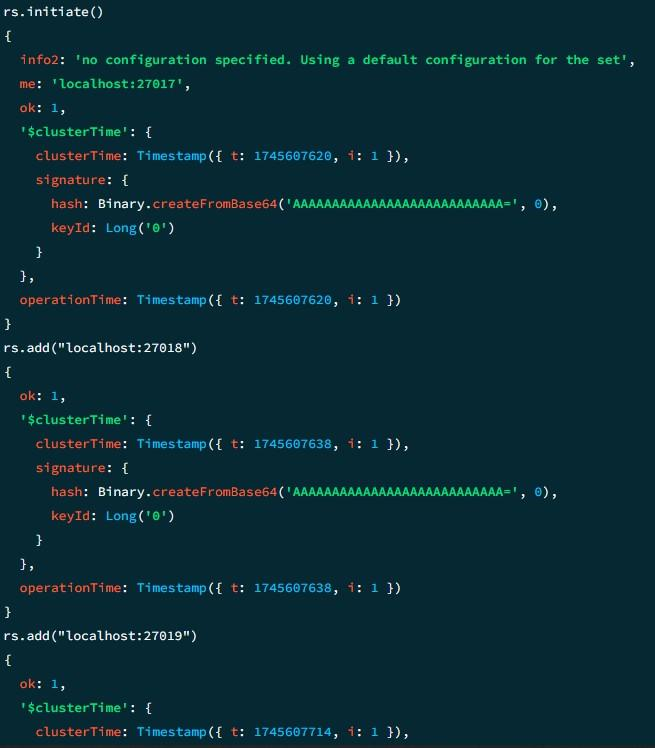 rs.initiate()
{
  info2: 'no configuration specified. Using a default configuration for the set',
  me: 'localhost:27017',
  ok: 1,
  '$clusterTime': {
    clusterTime: Timestamp({ t: 1745607620, i: 1 }),
    signature: {
      hash: Binary.createFromBase64('AAAAAAAAAAAAAAAAAAAAAAAAAAA=', 0),
      keyId: Long('0')
    }
  },
  operationTime: Timestamp({ t: 1745607620, i: 1 })
}
rs.add("localhost:27018")
{
  ok: 1,
  '$clusterTime': {
    clusterTime: Timestamp({ t: 1745607638, i: 1 }),
    signature: {
      hash: Binary.createFromBase64('AAAAAAAAAAAAAAAAAAAAAAAAAAA=', 0),
      keyId: Long('0')
    }
  },
  operationTime: Timestamp({ t: 1745607638, i: 1 })
}
rs.add("localhost:27019")
{
  ok: 1,
  '$clusterTime': {
    clusterTime: Timestamp({ t: 1745607714, i: 1 }),